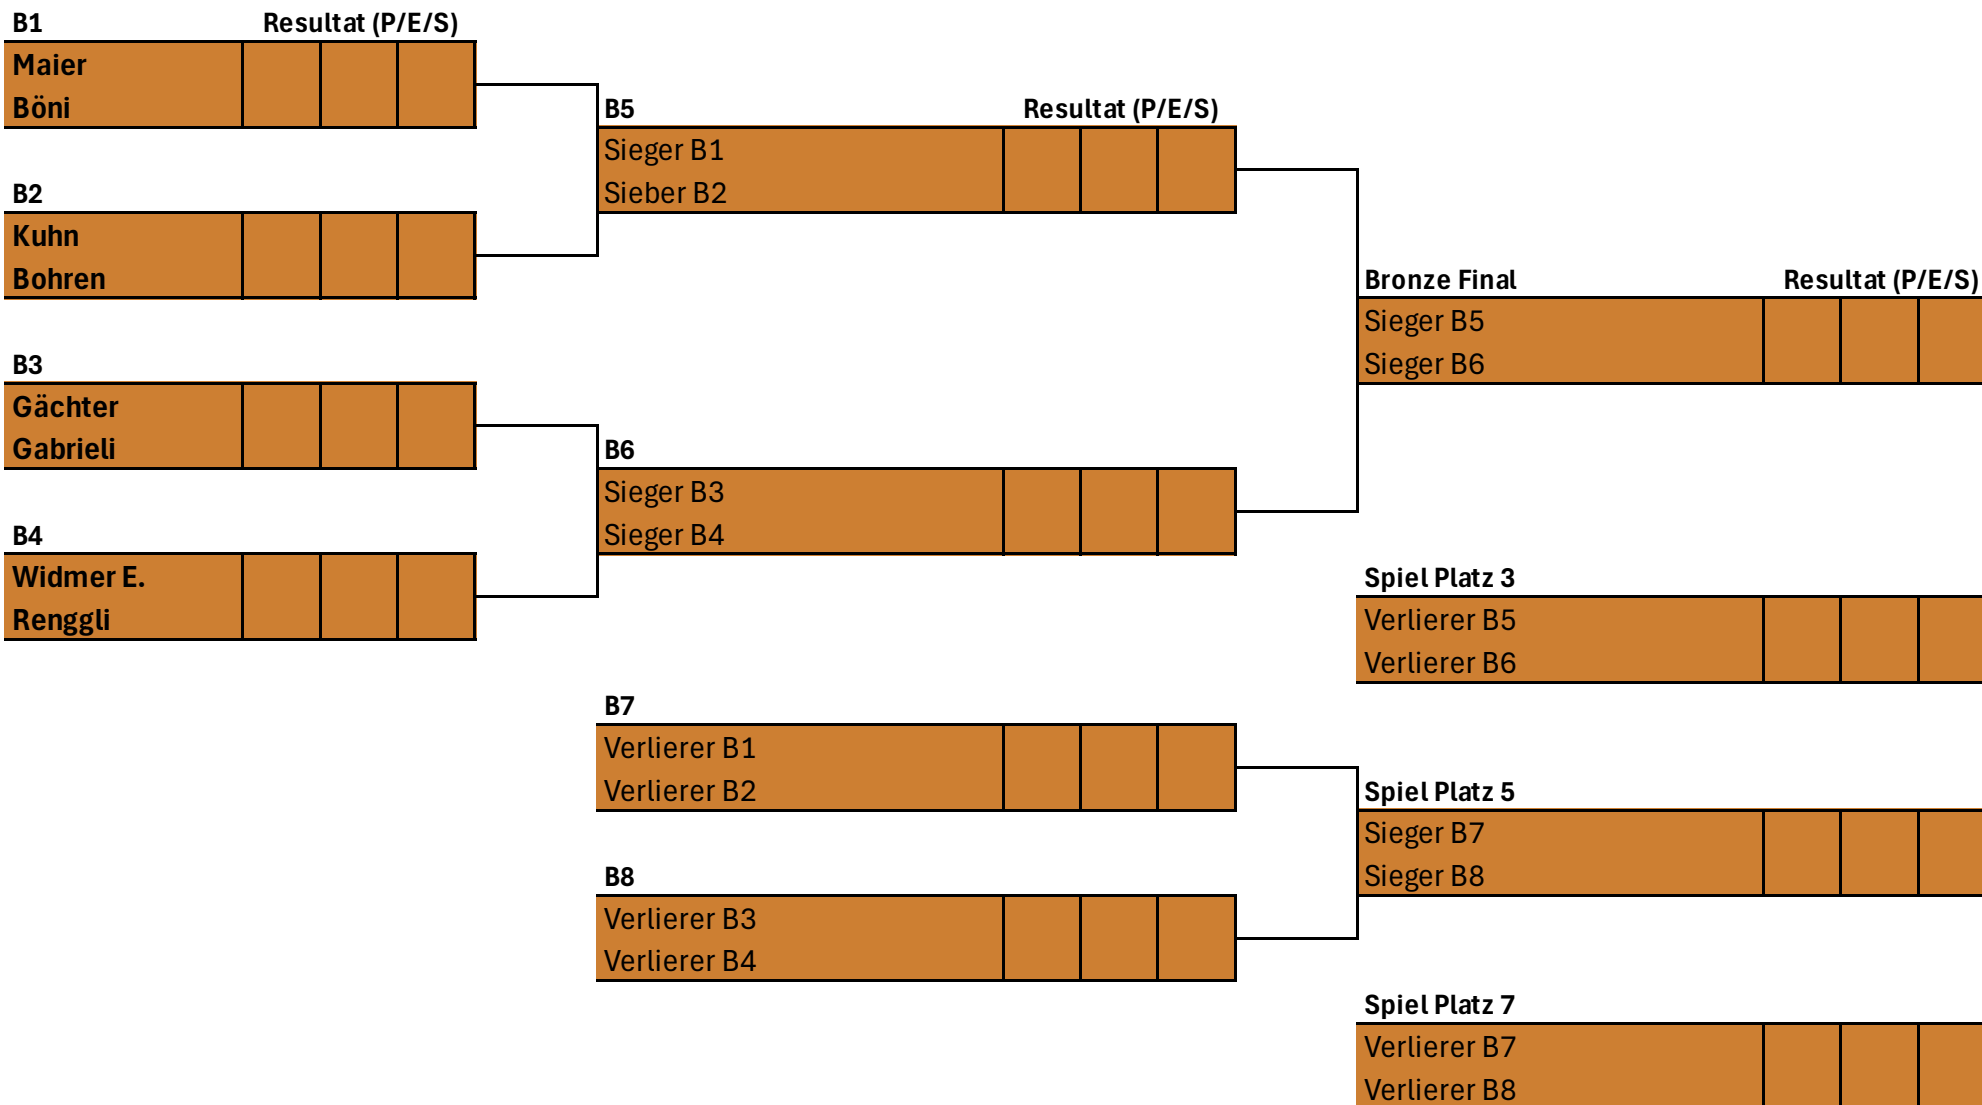 B1 Resultat (P/E/S)
Maier
Böni
B2
Kuhn
Bohren
B3
Gächter
Gabrieli
B4
Widmer E.
Renggli
B5 Resultat (P/E/S)
Sieger B1
Sieber B2
B6
Sieger B3
Sieger B4
B7
Verlierer B1
Verlierer B2
B8
Verlierer B3
Verlierer B4
Bronze Final Resultat (P/E/S)
Sieger B5
Sieger B6
Spiel Platz 3
Verlierer B5
Verlierer B6
Spiel Platz 5
Sieger B7
Sieger B8
Spiel Platz 7
Verlierer B7
Verlierer B8